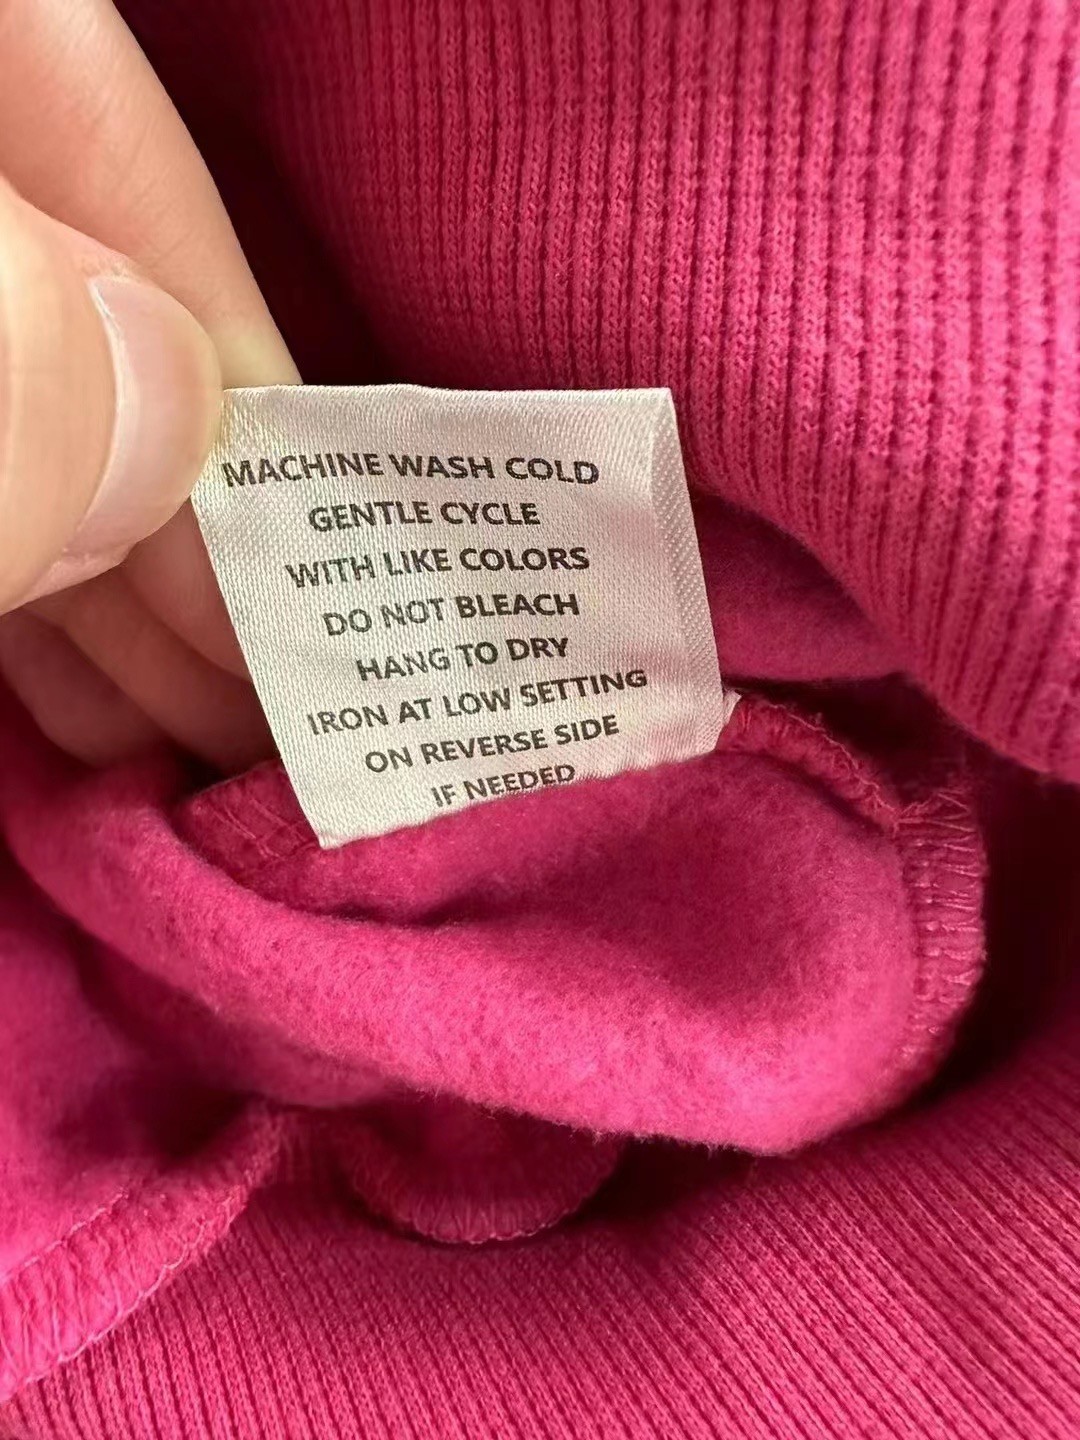 MACHINE WASH COLD
GENTLE CYCLE
WITH LIKE COLORS
DO NOT BLEACH
HANG TO DRY
IRON AT LOW SETTING
ON REVERSE SIDE
IF NEEDED